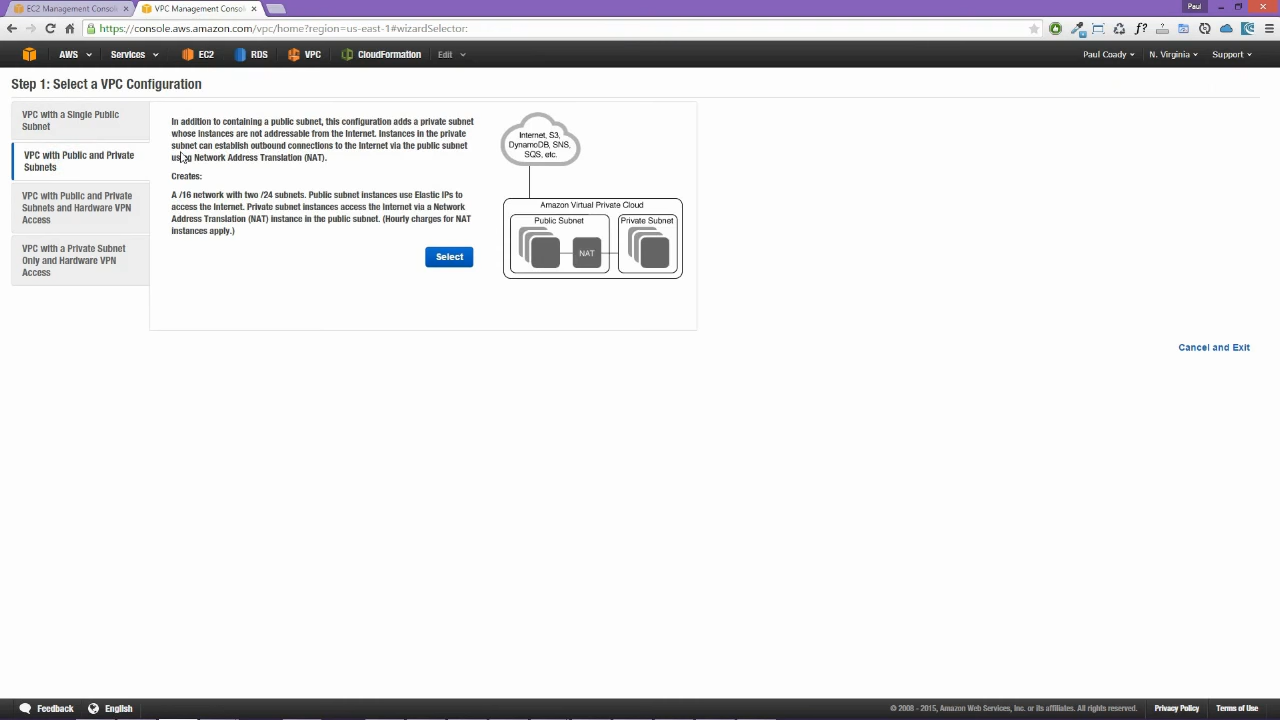 EC2 Management Consol
VPC Management Consol
Paul
https://console.aws.amazon.com/vpc/home?region=us-east-1#wizardSelector:
AWS
Services
EC2
RDS
VPC
CloudFormation
Edit
Paul Coady
N. Virginia
Support
Step 1: Select a VPC Configuration
VPC with a Single Public
Subnet
VPC with Public and Private
Subnets
VPC with Public and Private
Subnets and Hardware VPN
Access
VPC with a Private Subnet
Only and Hardware VPN
Access
In addition to containing a public subnet, this configuration adds a private subnet
whose instances are not addressable from the Internet. Instances in the private
subnet can establish outbound connections to the Internet via the public subnet
using Network Address Translation (NAT).
Creates:
A /16 network with two /24 subnets. Public subnet instances use Elastic IPs to
access the Internet. Private subnet instances access the Internet via a Network
Address Translation (NAT) instance in the public subnet. (Hourly charges for NAT
instances apply.)
Select
Internet, S3,
DynamoDB, SNS,
SQS, etc.
Amazon Virtual Private Cloud
Public Subnet
Private Subnet
NAT
Cancel and Exit
Feedback
English
© 2008 - 2015, Amazon Web Services, Inc. or its affiliates. All rights reserved.
Privacy Policy
Terms of Use